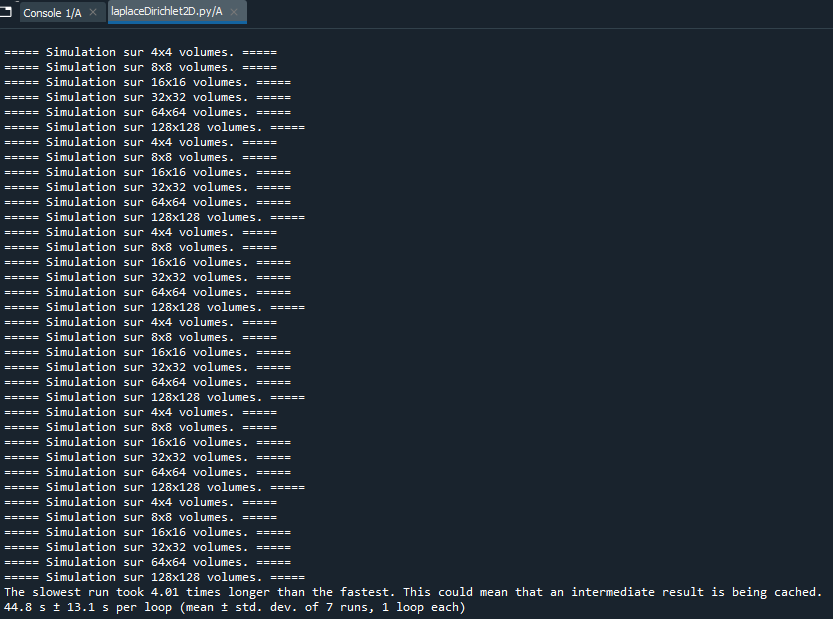 Console 1/A
laplaceDirichlet2D.py/A
===== Simulation sur 4x4 volumes. =====
===== Simulation sur 8x8 volumes. =====
===== Simulation sur 16x16 volumes. =====
===== Simulation sur 32x32 volumes. =====
===== Simulation sur 64x64 volumes. =====
===== Simulation sur 128x128 volumes. =====
===== Simulation sur 4x4 volumes. =====
===== Simulation sur 8x8 volumes. =====
===== Simulation sur 16x16 volumes. =====
===== Simulation sur 32x32 volumes. =====
===== Simulation sur 64x64 volumes. =====
===== Simulation sur 128x128 volumes. =====
===== Simulation sur 4x4 volumes. =====
===== Simulation sur 8x8 volumes. =====
===== Simulation sur 16x16 volumes. =====
===== Simulation sur 32x32 volumes. =====
===== Simulation sur 64x64 volumes. =====
===== Simulation sur 128x128 volumes. =====
===== Simulation sur 4x4 volumes. =====
===== Simulation sur 8x8 volumes. =====
===== Simulation sur 16x16 volumes. =====
===== Simulation sur 32x32 volumes. =====
===== Simulation sur 64x64 volumes. =====
===== Simulation sur 128x128 volumes. =====
===== Simulation sur 4x4 volumes. =====
===== Simulation sur 8x8 volumes. =====
===== Simulation sur 16x16 volumes. =====
===== Simulation sur 32x32 volumes. =====
===== Simulation sur 64x64 volumes. =====
===== Simulation sur 128x128 volumes. =====
===== Simulation sur 4x4 volumes. =====
===== Simulation sur 8x8 volumes. =====
===== Simulation sur 16x16 volumes. =====
===== Simulation sur 32x32 volumes. =====
===== Simulation sur 64x64 volumes. =====
===== Simulation sur 128x128 volumes. =====
The slowest run took 4.01 times longer than the fastest. This could mean that an intermediate result is being cached.
44.8 s ± 13.1 s per loop (mean ± std. dev. of 7 runs, 1 loop each)